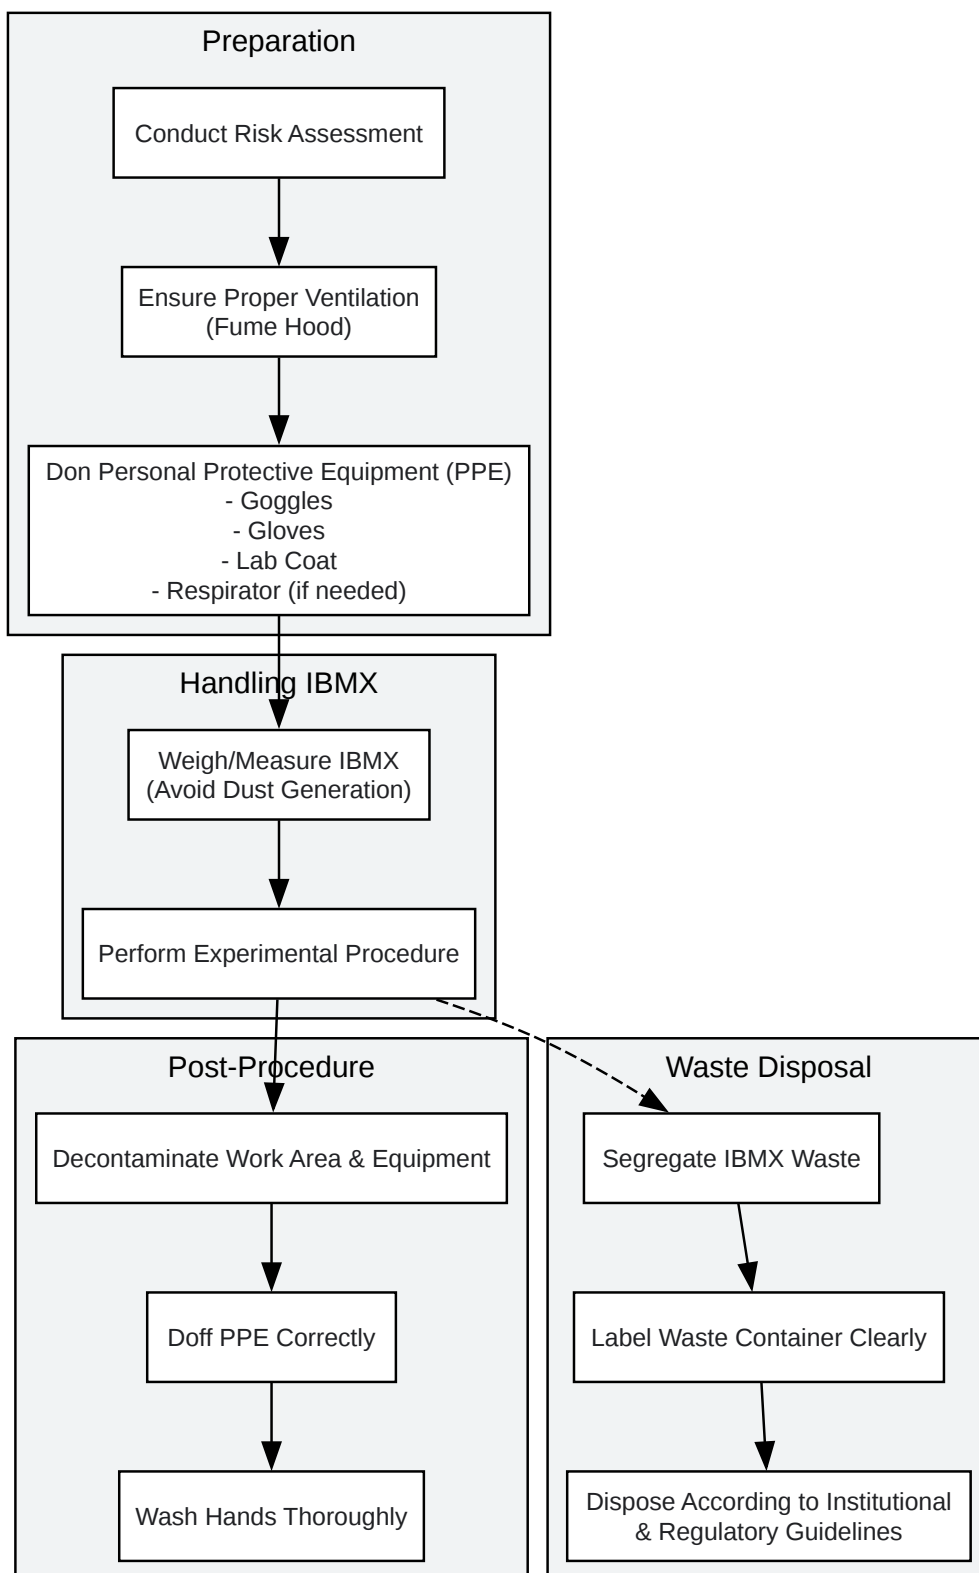 Preparation
Conduct Risk Assessment
Ensure Proper Ventilation
(Fume Hood)
Don Personal Protective Equipment (PPE)
- Goggles
- Gloves
- Lab Coat
- Respirator (if needed)
Handling IBMX
Weigh/Measure IBMX
(Avoid Dust Generation)
Perform Experimental Procedure
Post-Procedure
Decontaminate Work Area & Equipment
Doff PPE Correctly
Wash Hands Thoroughly
Waste Disposal
Segregate IBMX Waste
Label Waste Container Clearly
Dispose According to Institutional
& Regulatory Guidelines